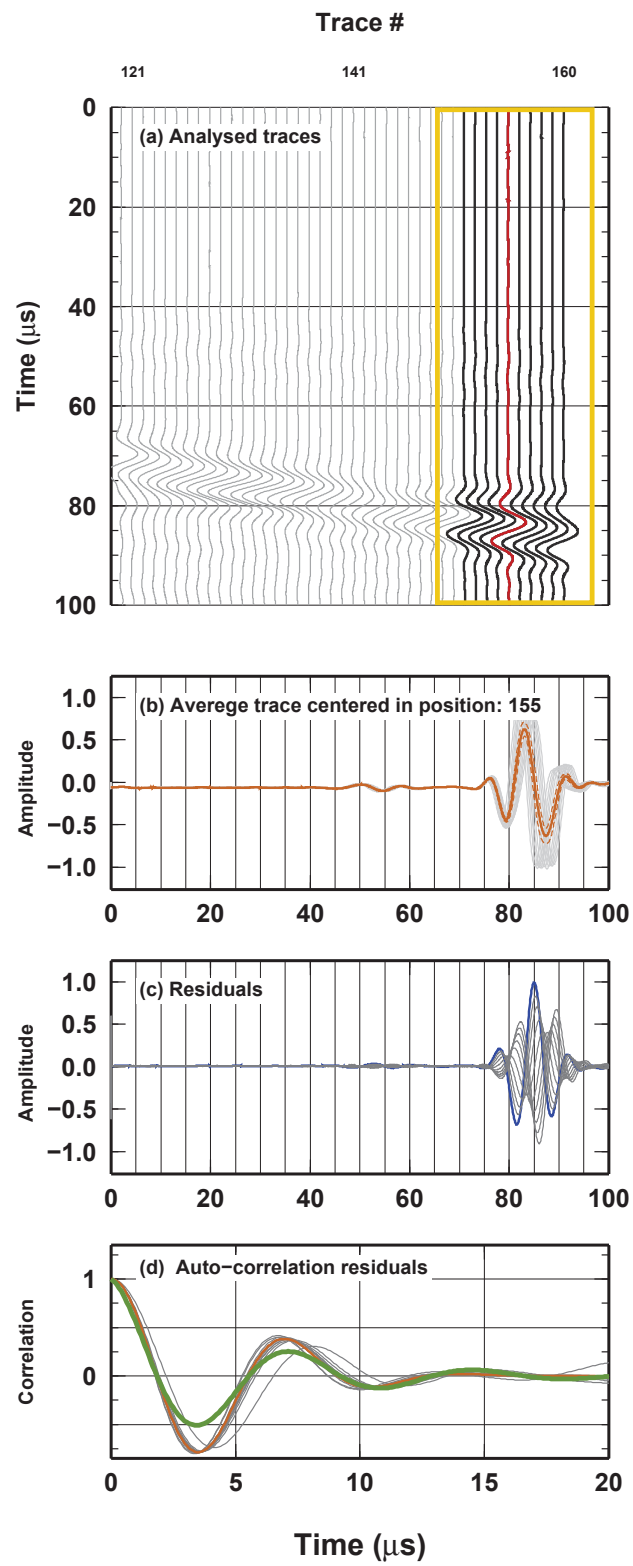 Trace #
121 141 160
0
(a) Analysed traces
20
40
60
80
100
Time (μs)
1.0
(b) Averege trace centered in position: 155
0.5
0.0
−0.5
−1.0
Amplitude
0 20 40 60 80 100
1.0
(c) Residuals
0.5
0.0
−0.5
−1.0
Amplitude
0 20 40 60 80 100
(d) Auto−correlation residuals
1
0
Correlation
0 5 10 15 20
Time (μs)